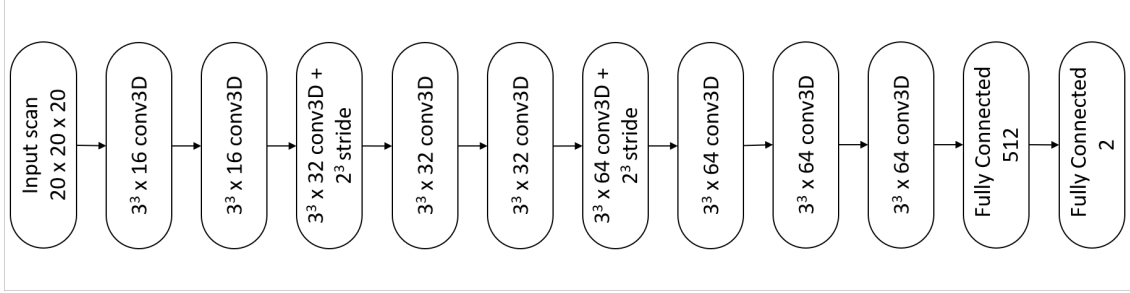 Input scan
20 x 20 x 20
3³ x 16 conv3D
3³ x 16 conv3D
3³ x 32 conv3D +
2³ stride
3³ x 32 conv3D
3³ x 32 conv3D
3³ x 64 conv3D +
2³ stride
3³ x 64 conv3D
3³ x 64 conv3D
3³ x 64 conv3D
Fully Connected
512
Fully Connected
2